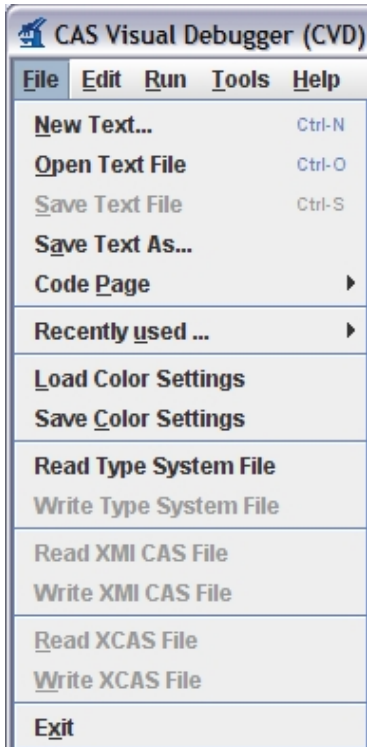 CAS Visual Debugger (CVD)
File Edit Run Tools Help
New Text... Ctrl-N
Open Text File Ctrl-O
Save Text File Ctrl-S
Save Text As...
Code Page
Recently used ...
Load Color Settings
Save Color Settings
Read Type System File
Write Type System File
Read XMI CAS File
Write XMI CAS File
Read XCAS File
Write XCAS File
Exit